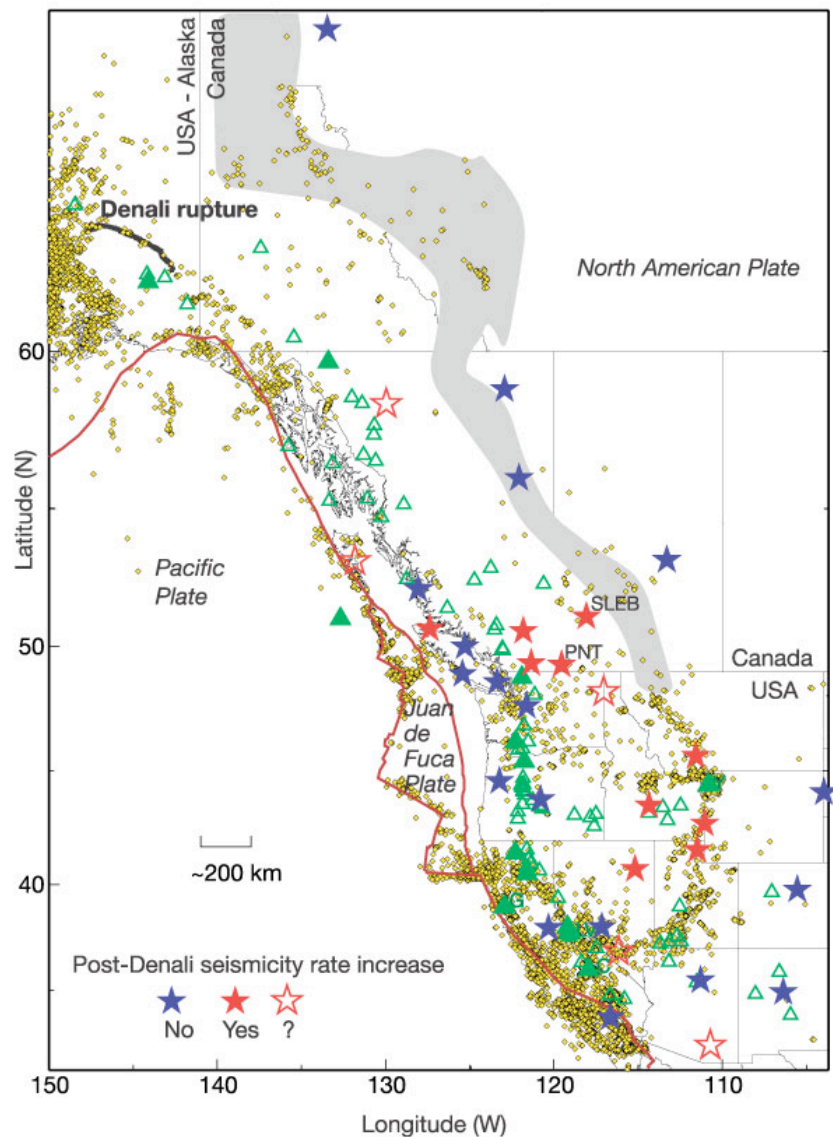 USA - Alaska
Canada
Denali rupture
North American Plate
60
Latitude (N)
Pacific
Plate
SLEB
50
PNT
Canada
USA
Juan
de
Fuca
Plate
~200 km
40
G
C
Post-Denali seismicity rate increase
No
Yes
?
150
140
130
120
110
Longitude (W)